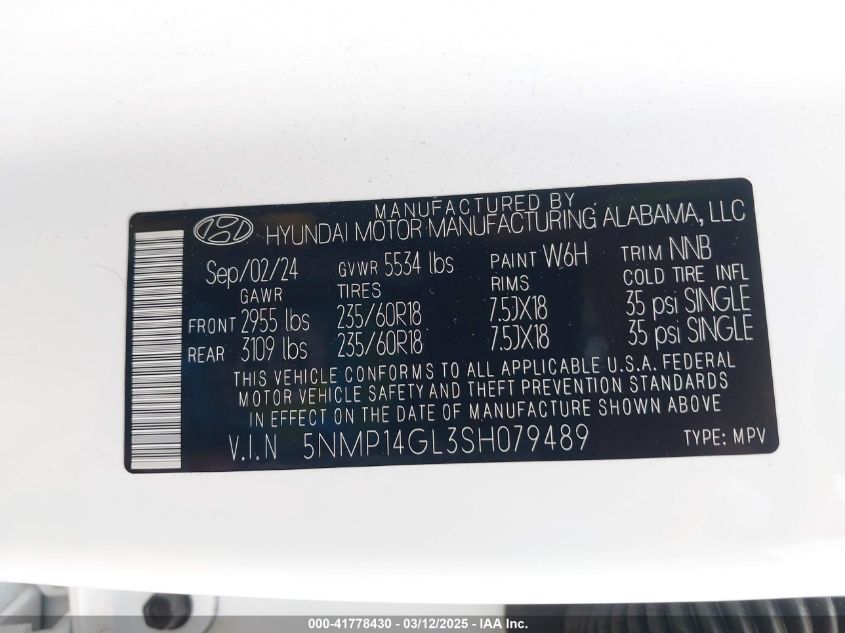 MANUFACTURED BY
HYUNDAI MOTOR MANUFACTURING ALABAMA, LLC
Sep/02/24 GVWR 5534 lbs PAINT W6H TRIM NNB
GAWR TIRES RIMS COLD TIRE INFL
FRONT 2955 lbs 235/60R18 7.5JX18 35 psi SINGLE
REAR 3109 lbs 235/60R18 7.5JX18 35 psi SINGLE
THIS VEHICLE CONFORMS TO ALL APPLICABLE U.S.A. FEDERAL
MOTOR VEHICLE SAFETY AND THEFT PREVENTION STANDARDS
IN EFFECT ON THE DATE OF MANUFACTURE SHOWN ABOVE
V.I.N 5NMP14GL3SH079489 TYPE: MPV
000-41778430 - 03/12/2025 - IAA Inc.